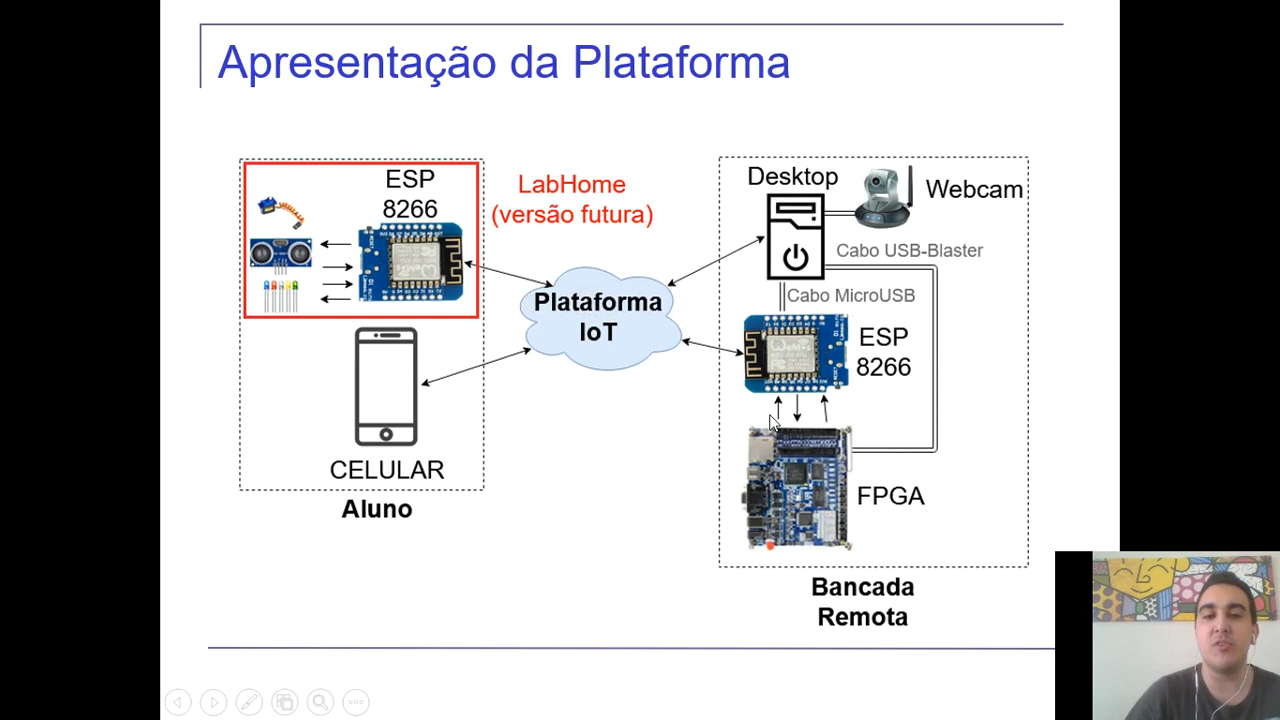 Apresentação da Plataforma
ESP
8266
LabHome
(versão futura)
Plataforma
IoT
CELULAR
Aluno
Desktop
Webcam
Cabo USB-Blaster
Cabo MicroUSB
ESP
8266
FPGA
Bancada
Remota